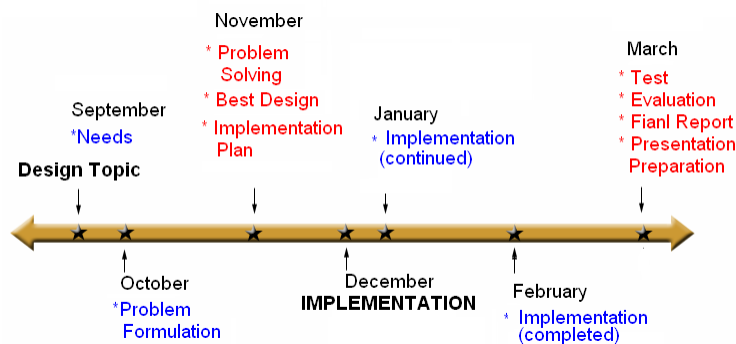 September
*Needs
Design Topic
October
*Problem
Formulation
November
* Problem
Solving
* Best Design
* Implementation
Plan
December
IMPLEMENTATION
January
* Implementation
(continued)
February
* Implementation
(completed)
March
* Test
* Evaluation
* Fianl Report
* Presentation
Preparation